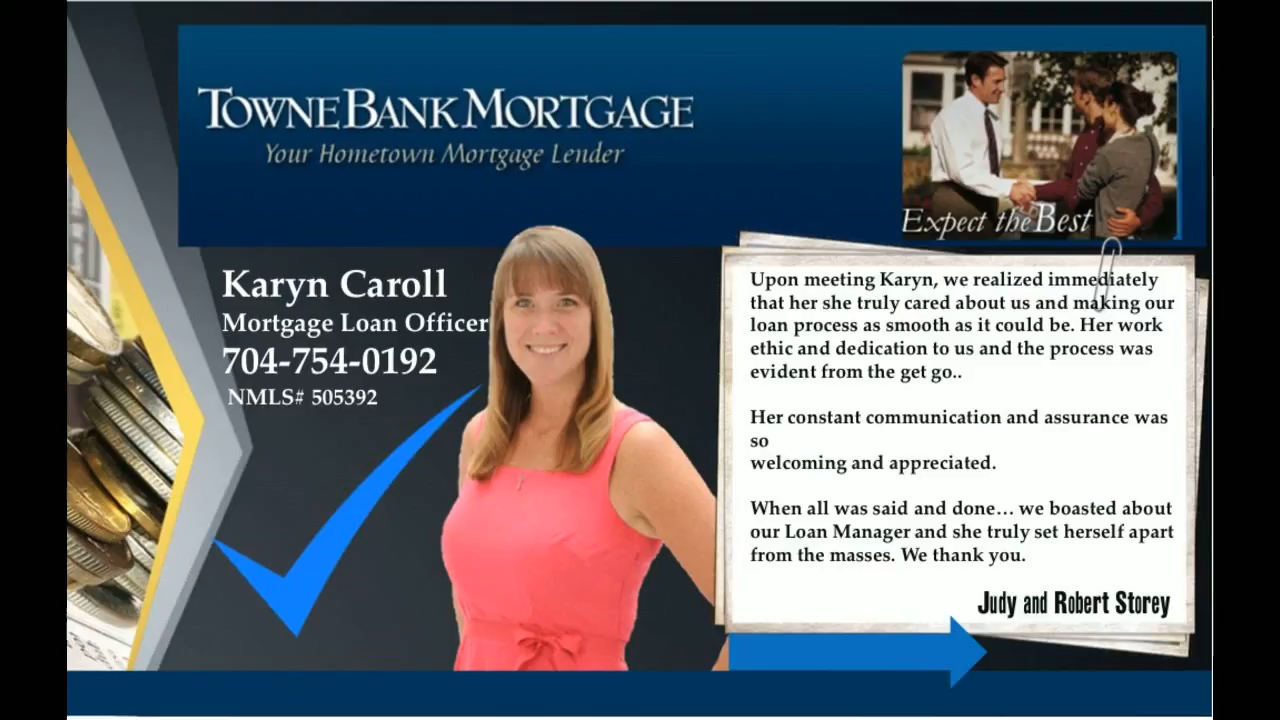 TOWNEBANK MORTGAGE
Your Hometown Mortgage Lender
Expect the Best
Karyn Caroll
Mortgage Loan Officer
704-754-0192
NMLS# 505392
Upon meeting Karyn, we realized immediately
that her she truly cared about us and making our
loan process as smooth as it could be. Her work
ethic and dedication to us and the process was
evident from the get go..
Her constant communication and assurance was
so
welcoming and appreciated.
When all was said and done... we boasted about
our Loan Manager and she truly set herself apart
from the masses. We thank you.
Judy and Robert Storey